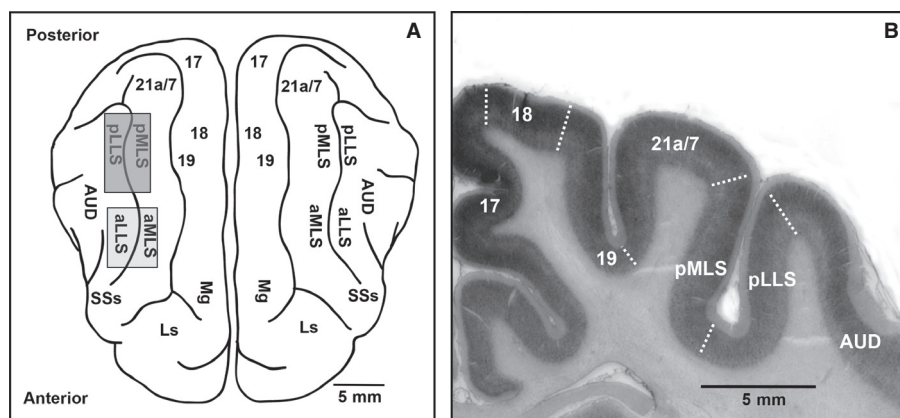 Posterior
A
17
17
21a/7
21a/7
18
18
19
19
pMLS
pLLS
pMLS
pLLS
AUD
AUD
aMLS
aLLS
aMLS
aLLS
SSs
SSs
Mg
Mg
Ls
Ls
Anterior
5 mm
B
18
21a/7
17
19
pMLS
pLLS
AUD
5 mm